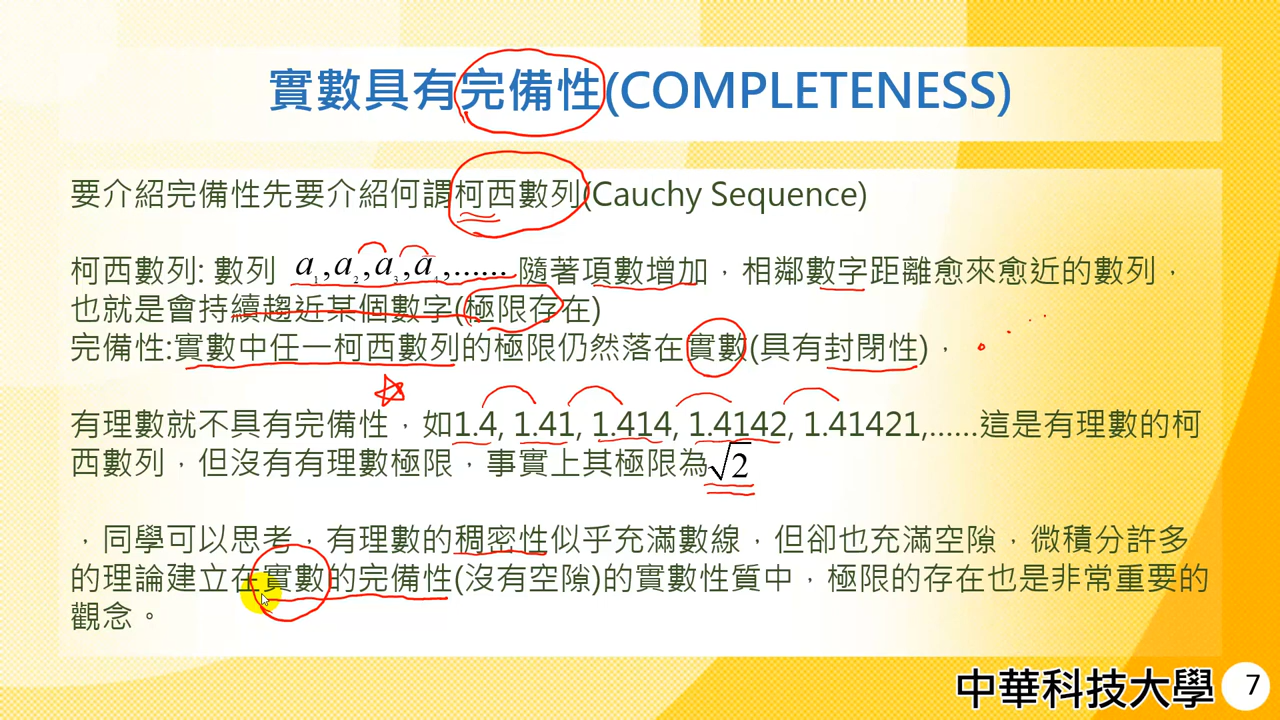 實數具有完備性(COMPLETENESS)
要介紹完備性先要介紹何謂柯西數列(Cauchy Sequence)
柯西數列: 數列 a₁,a₂,a₃,a₄,...... 隨著項數增加，相鄰數字距離愈來愈近的數列，
也就是會持續趨近某個數字(極限存在)
完備性:實數中任一柯西數列的極限仍然落在實數(具有封閉性)，
有理數就不具有完備性，如1.4, 1.41, 1.414, 1.4142, 1.41421,......這是有理數的柯
西數列，但沒有有理數極限，事實上其極限為√2
，同學可以思考，有理數的稠密性似乎充滿數線，但卻也充滿空隙，微積分許多
的理論建立在實數的完備性(沒有空隙)的實數性質中，極限的存在也是非常重要的
觀念。
中華科技大學 7